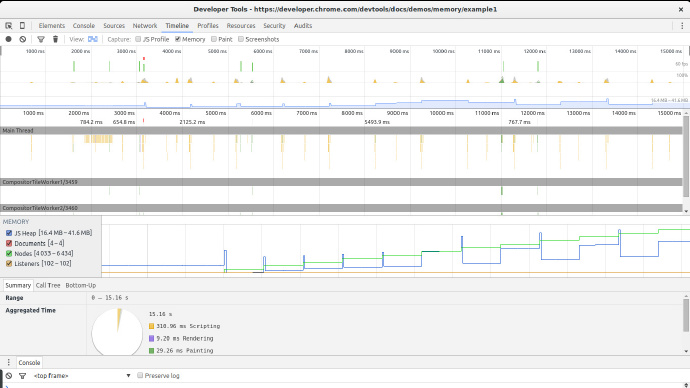 Developer Tools - https://developer.chrome.com/devtools/docs/demos/memory/example1
Elements Console Sources Network Timeline Profiles Resources Security Audits
View: Capture: JS Profile Memory Paint Screenshots
1000 ms 2000 ms 3000 ms 4000 ms 5000 ms 6000 ms 7000 ms 8000 ms 9000 ms 10000 ms 11000 ms 12000 ms 13000 ms 14000 ms 15000 ms
60 fps
100%
16.4 MB – 41.6 MB
1000 ms 2000 ms 3000 ms 4000 ms 5000 ms 6000 ms 7000 ms 8000 ms 9000 ms 10000 ms 11000 ms 12000 ms 13000 ms 14000 ms 15000 ms
784.2 ms 654.8 ms 2125.2 ms 5493.9 ms 767.7 ms
Main Thread
CompositorTileWorker1/3459
CompositorTileWorker2/3460
MEMORY
JS Heap [16.4 MB – 41.6 MB]
Documents [4 – 4]
Nodes [4 033 – 6 434]
Listeners [102 – 102]
Summary Call Tree Bottom-Up
Range 0 – 15.16 s
Aggregated Time
15.16 s
310.96 ms Scripting
9.20 ms Rendering
29.26 ms Painting
Console
<top frame> Preserve log